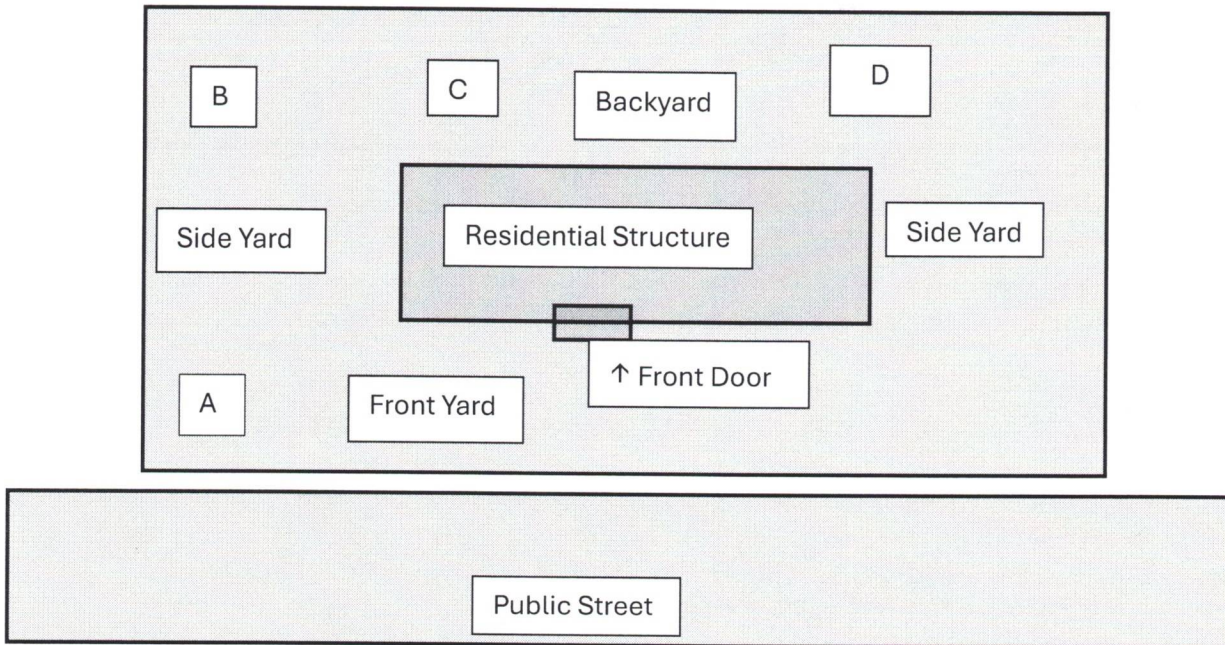 B
C
Backyard
D
Side Yard
Residential Structure
Side Yard
↑ Front Door
A
Front Yard
Public Street